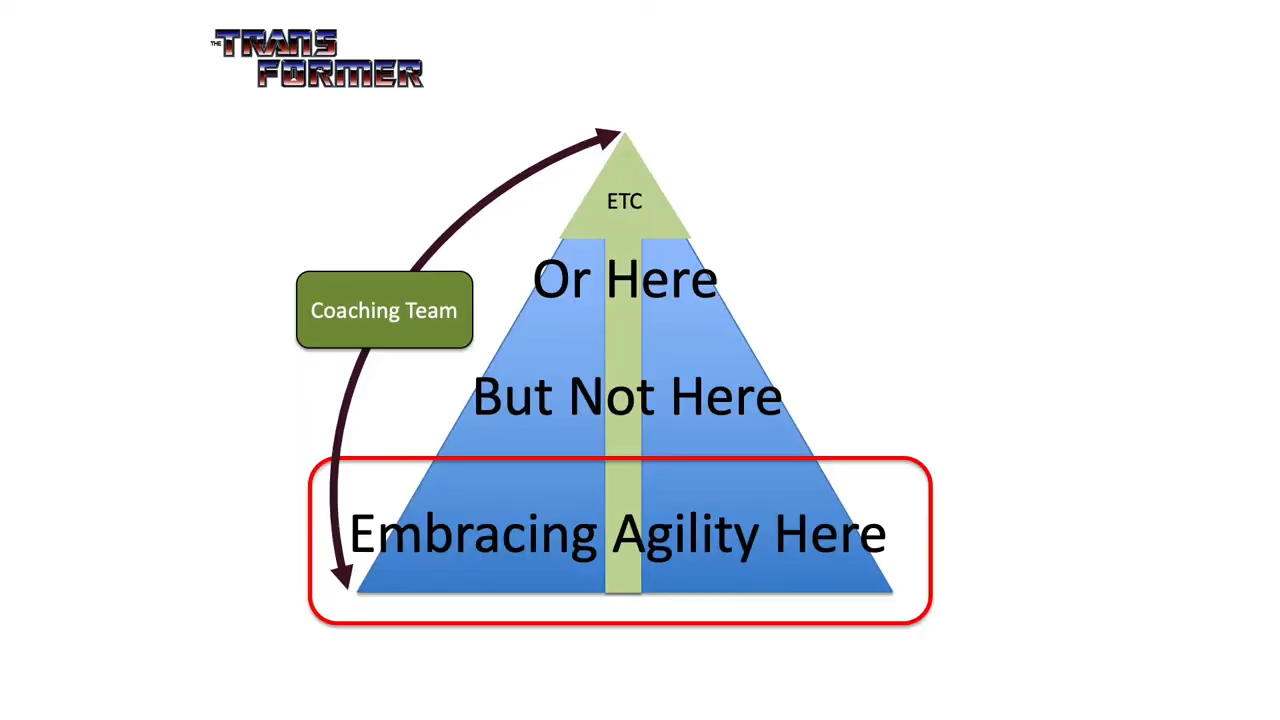 THE TRANS
FORMER
ETC
Or Here
Coaching Team
But Not Here
Embracing Agility Here